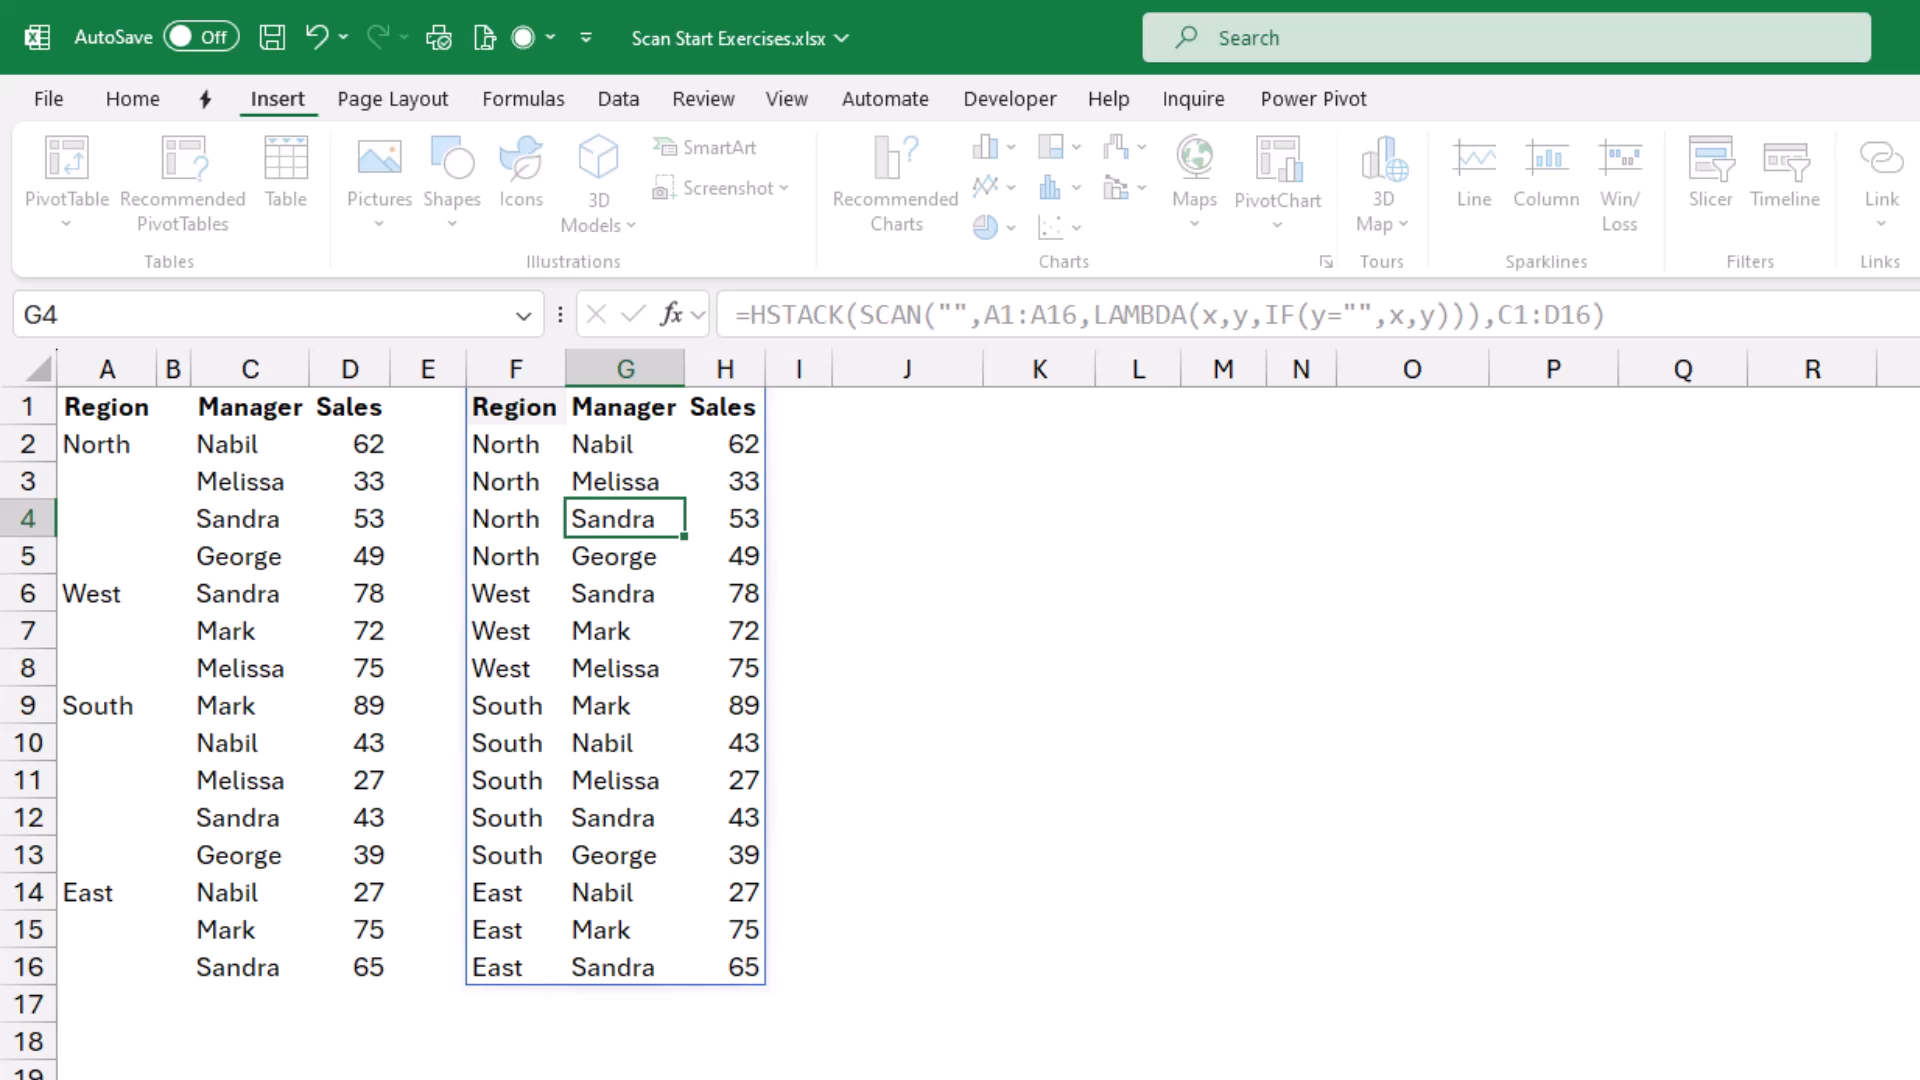 AutoSave Off Scan Start Exercises.xlsx Search
File Home Insert Page Layout Formulas Data Review View Automate Developer Help Inquire Power Pivot
PivotTable Recommended PivotTables Table
Tables
Pictures Shapes Icons 3D Models SmartArt Screenshot
Illustrations
Recommended Charts Maps PivotChart
Charts
3D Map
Tours
Line Column Win/Loss
Sparklines
Slicer Timeline
Filters
Link
Links
G4 fx =HSTACK(SCAN("",A1:A16,LAMBDA(x,y,IF(y="",x,y))),C1:D16)
A B C D E F G H I J K L M N O P Q R
1 Region Manager Sales Region Manager Sales
2 North Nabil 62 North Nabil 62
3 Melissa 33 North Melissa 33
4 Sandra 53 North Sandra 53
5 George 49 North George 49
6 West Sandra 78 West Sandra 78
7 Mark 72 West Mark 72
8 Melissa 75 West Melissa 75
9 South Mark 89 South Mark 89
10 Nabil 43 South Nabil 43
11 Melissa 27 South Melissa 27
12 Sandra 43 South Sandra 43
13 George 39 South George 39
14 East Nabil 27 East Nabil 27
15 Mark 75 East Mark 75
16 Sandra 65 East Sandra 65
17
18
19